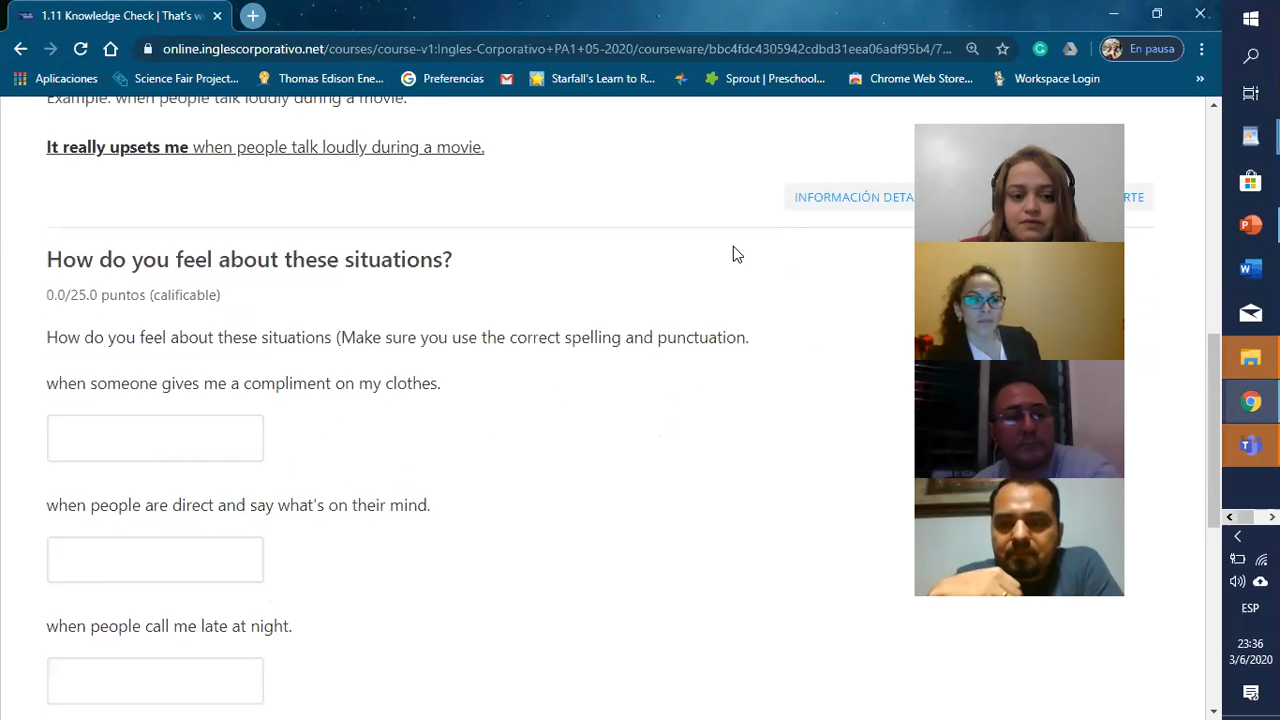 1.11 Knowledge Check | That's w
online.inglescorporativo.net/courses/course-v1:Ingles-Corporativo+PA1+05-2020/courseware/bbc4fdc4305942cdbd31eea06adf95b4/7...
En pausa
Aplicaciones
Science Fair Project...
Thomas Edison Ene...
Preferencias
Starfall's Learn to R...
Sprout | Preschool...
Chrome Web Store...
Workspace Login
»
Example: when people talk loudly during a movie.
It really upsets me when people talk loudly during a movie.
INFORMACIÓN DETA
RTE
How do you feel about these situations?
0.0/25.0 puntos (calificable)
How do you feel about these situations (Make sure you use the correct spelling and punctuation.
when someone gives me a compliment on my clothes.
when people are direct and say what's on their mind.
when people call me late at night.
ESP
23:36
3/6/2020